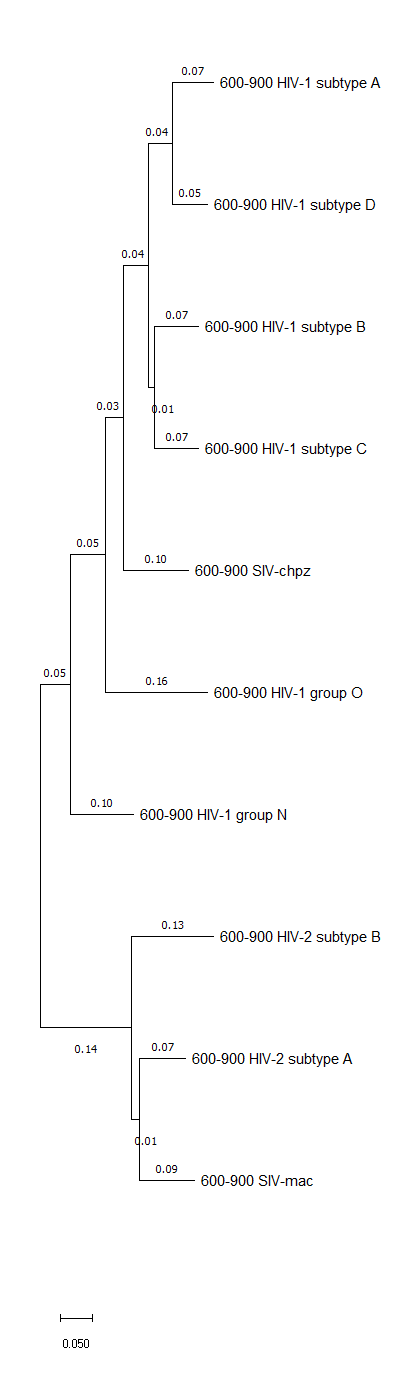 0.07
600-900 HIV-1 subtype A
0.04
0.05
600-900 HIV-1 subtype D
0.04
0.07
600-900 HIV-1 subtype B
0.03
0.01
0.07
600-900 HIV-1 subtype C
0.05
0.10
600-900 SIV-chpz
0.05
0.16
600-900 HIV-1 group O
0.10
600-900 HIV-1 group N
0.13
600-900 HIV-2 subtype B
0.14
0.07
600-900 HIV-2 subtype A
0.01
0.09
600-900 SIV-mac
0.050